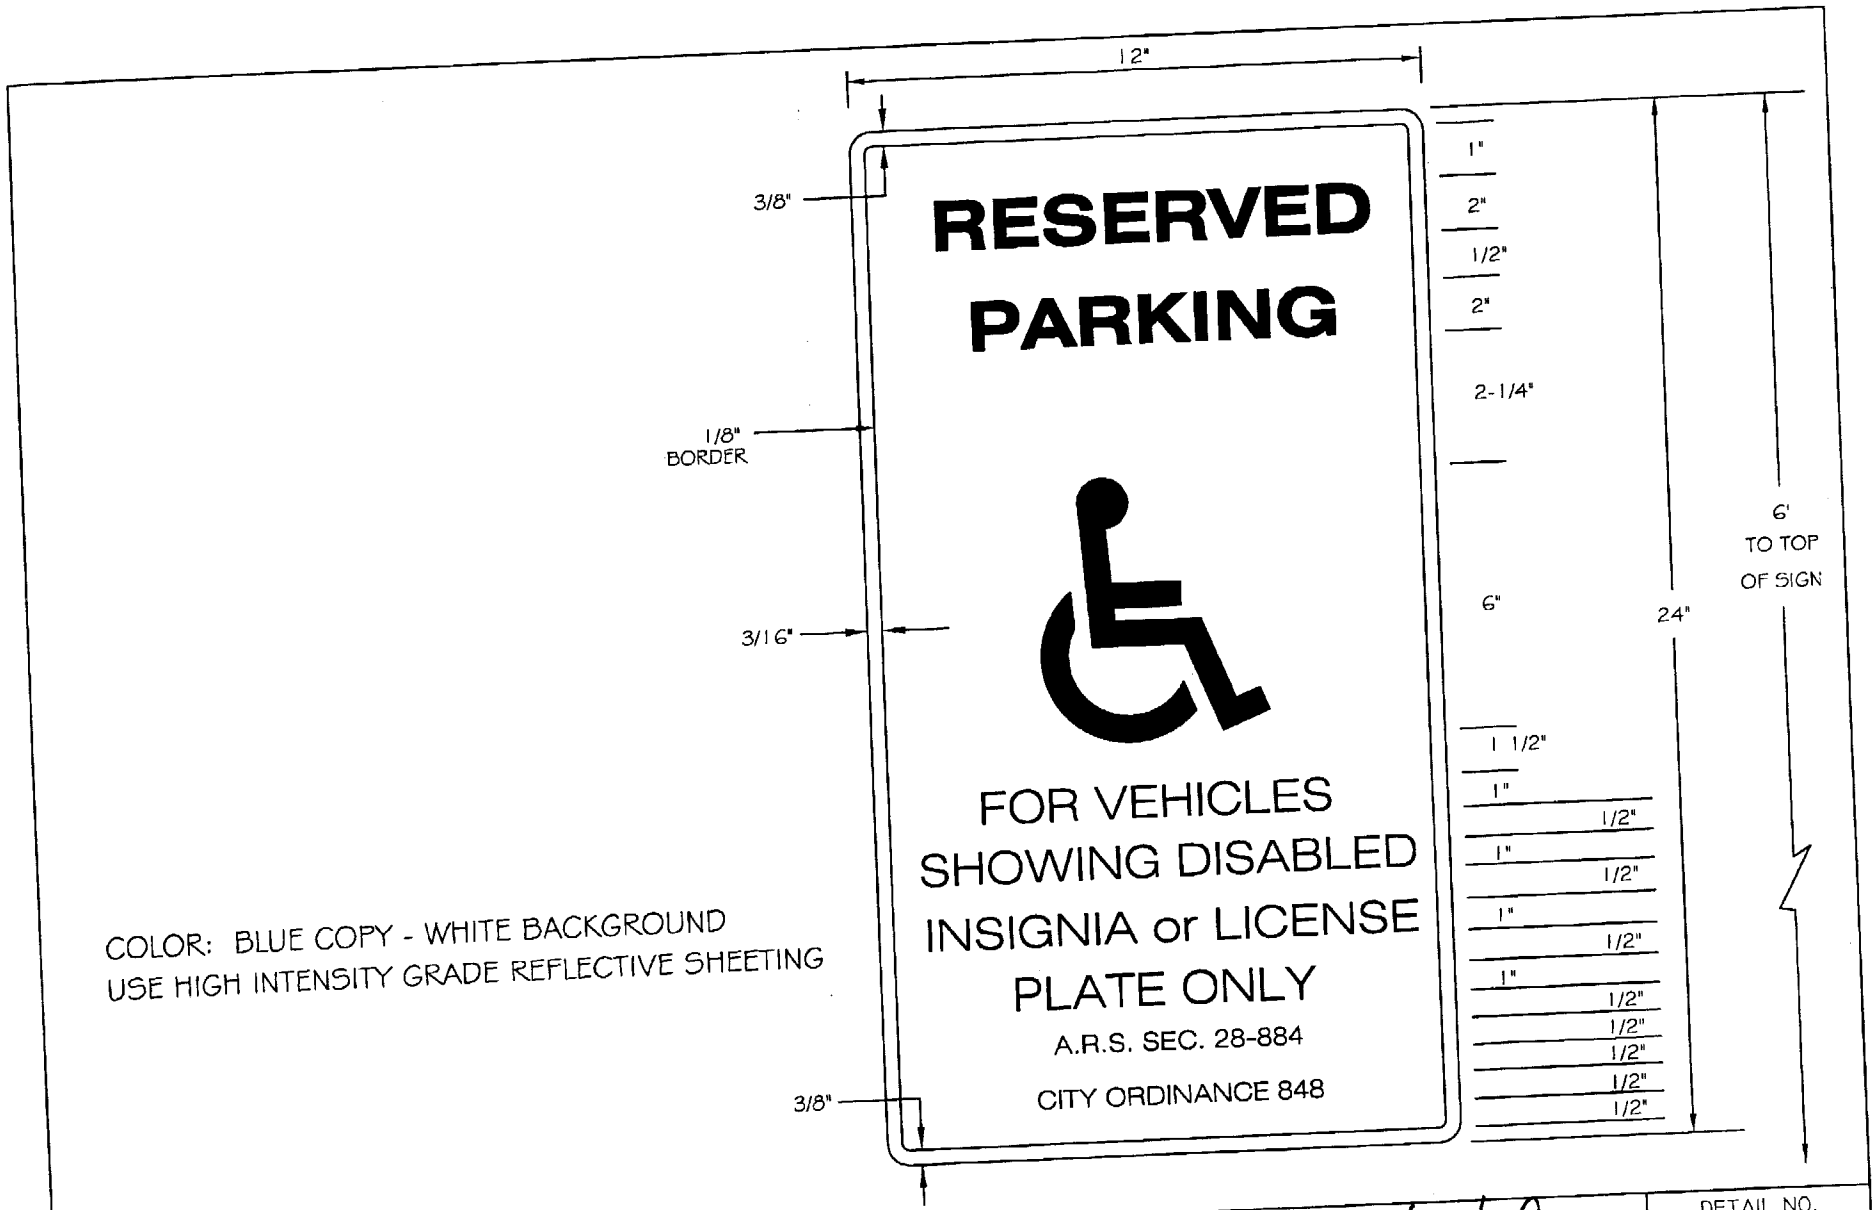 12"
3/8"
RESERVED
PARKING
1"
2"
1/2"
2"
2-1/4"
1/8"
BORDER
6'
TO TOP
OF SIGN
6"
24"
3/16"
1 1/2"
FOR VEHICLES
1"
1/2"
SHOWING DISABLED
1"
1/2"
INSIGNIA or LICENSE
1"
1/2"
PLATE ONLY
1"
1/2"
A.R.S. SEC. 28-884
1/2"
1/2"
CITY ORDINANCE 848
1/2"
1/2"
COLOR: BLUE COPY - WHITE BACKGROUND
USE HIGH INTENSITY GRADE REFLECTIVE SHEETING
3/8"
DETAIL NO.